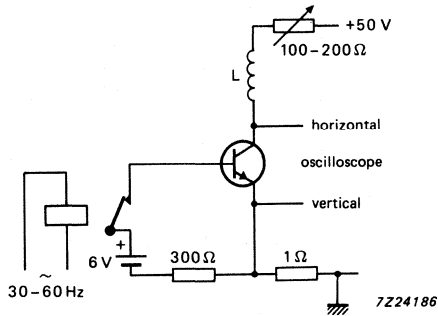 +50 V
100–200Ω
L
horizontal
oscilloscope
vertical
+
6 V
300Ω
1Ω
~
30–60 Hz
7Z24186